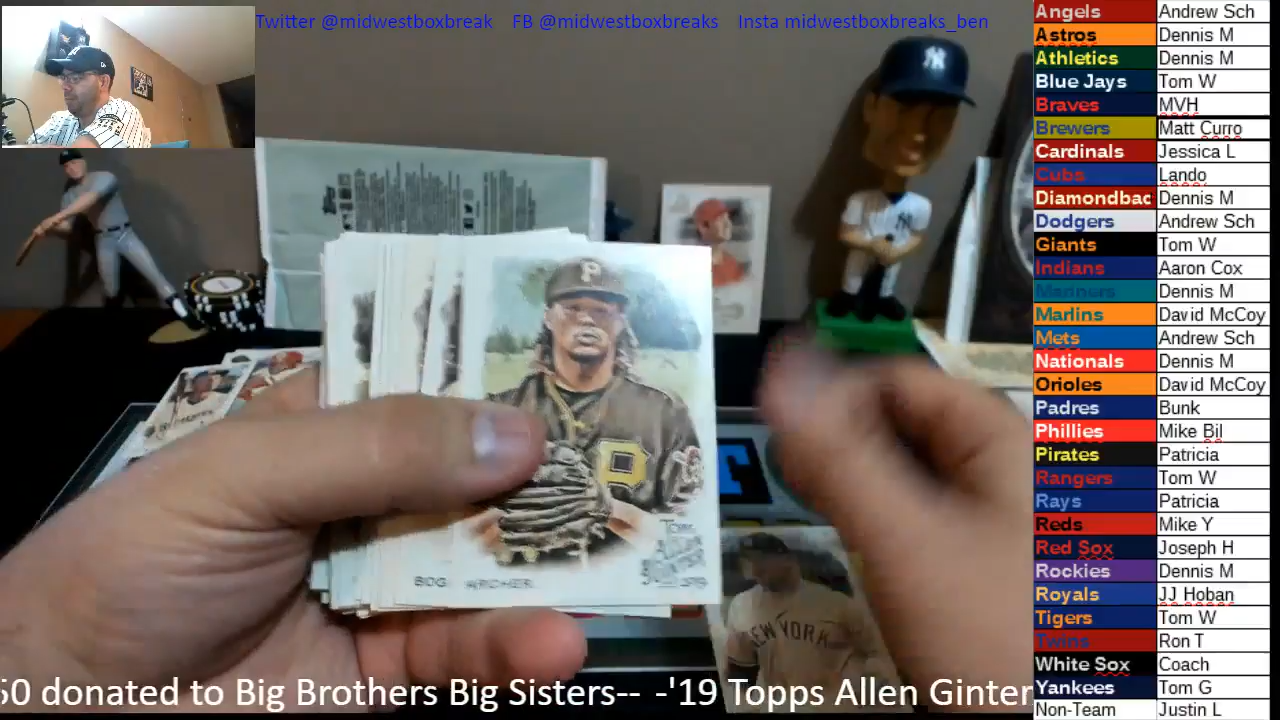 Twitter @midwestboxbreak FB @midwestboxbreaks Insta midwestboxbreaks_ben
Angels Andrew Sch
Astros Dennis M
Athletics Dennis M
Blue Jays Tom W
Braves MVH
Brewers Matt Curro
Cardinals Jessica L
Cubs Lando
Diamondbac Dennis M
Dodgers Andrew Sch
Giants Tom W
Indians Aaron Cox
Mariners Dennis M
Marlins David McCoy
Mets Andrew Sch
Nationals Dennis M
Orioles David McCoy
Padres Bunk
Phillies Mike Bil
Pirates Patricia
Rangers Tom W
Rays Patricia
Reds Mike Y
Red Sox Joseph H
Rockies Dennis M
Royals JJ Hoban
Tigers Tom W
Twins Ron T
White Sox Coach
Yankees Tom G
Non-Team Justin L
P
P
ARCHER
NEW YORK
50 donated to Big Brothers Big Sisters-- -'19 Topps Allen Ginter